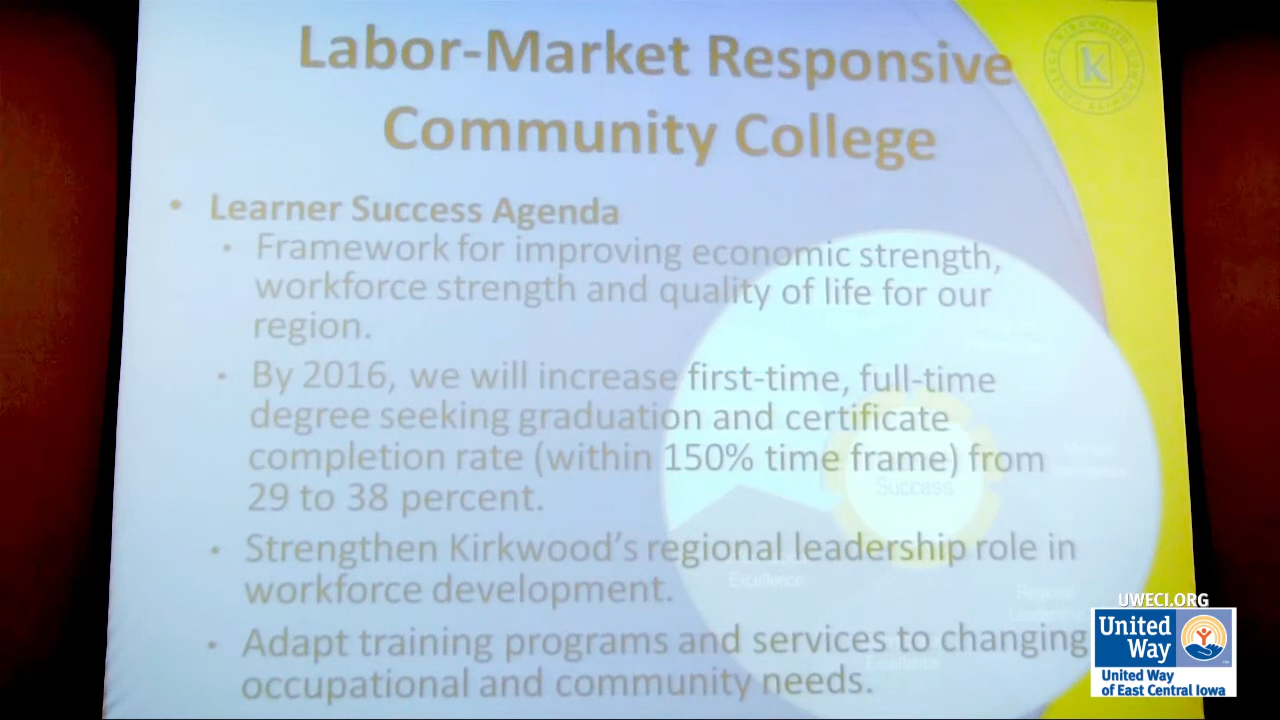 Labor-Market Responsive
Community College
• Learner Success Agenda
• Framework for improving economic strength,
workforce strength and quality of life for our
region.
• By 2016, we will increase first-time, full-time
degree seeking graduation and certificate
completion rate (within 150% time frame) from
29 to 38 percent.
Success
• Strengthen Kirkwood's regional leadership role in
workforce development.
Excellence
• Adapt training programs and services to changing
occupational and community needs.
Excellence
k
UWECI.ORG
United
Way
United Way
of East Central Iowa